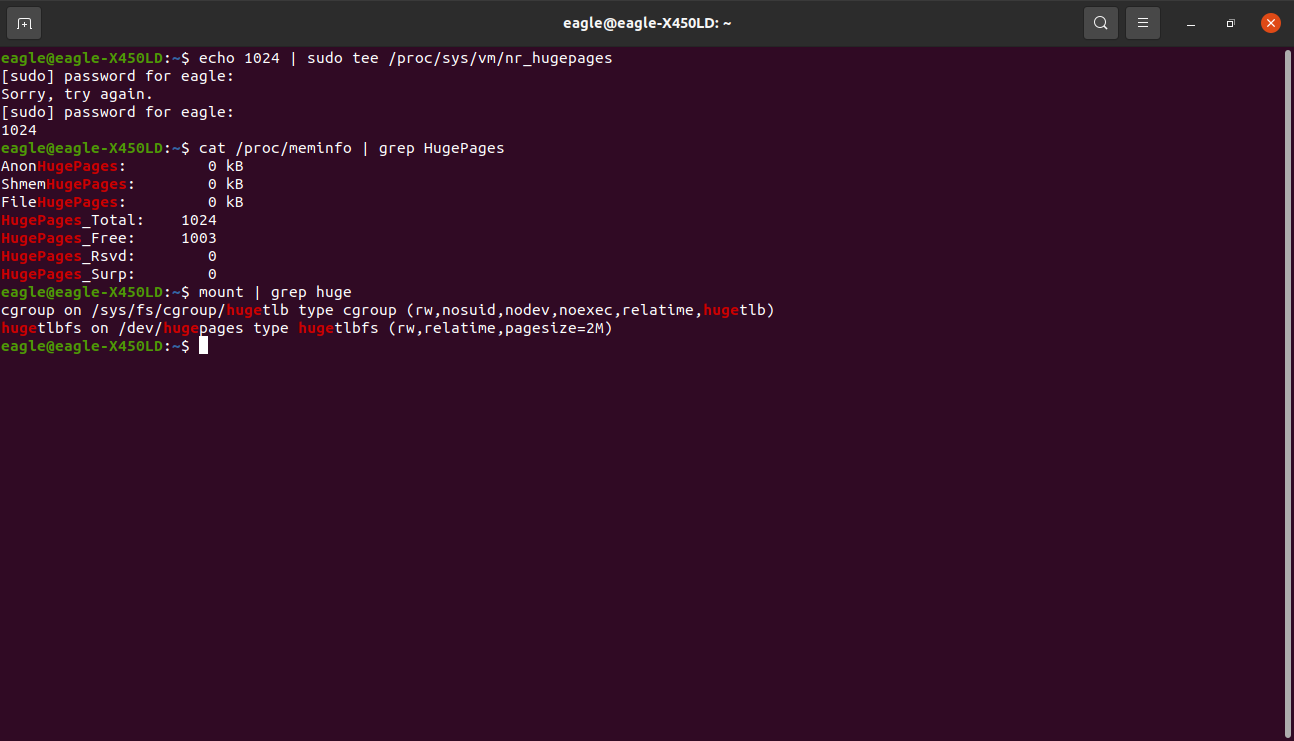 eagle@eagle-X450LD: ~
eagle@eagle-X450LD:~$ echo 1024 | sudo tee /proc/sys/vm/nr_hugepages
[sudo] password for eagle:
Sorry, try again.
[sudo] password for eagle:
1024
eagle@eagle-X450LD:~$ cat /proc/meminfo | grep HugePages
AnonHugePages:         0 kB
ShmemHugePages:        0 kB
FileHugePages:         0 kB
HugePages_Total:    1024
HugePages_Free:     1003
HugePages_Rsvd:        0
HugePages_Surp:        0
eagle@eagle-X450LD:~$ mount | grep huge
cgroup on /sys/fs/cgroup/hugetlb type cgroup (rw,nosuid,nodev,noexec,relatime,hugetlb)
hugetlbfs on /dev/hugepages type hugetlbfs (rw,relatime,pagesize=2M)
eagle@eagle-X450LD:~$